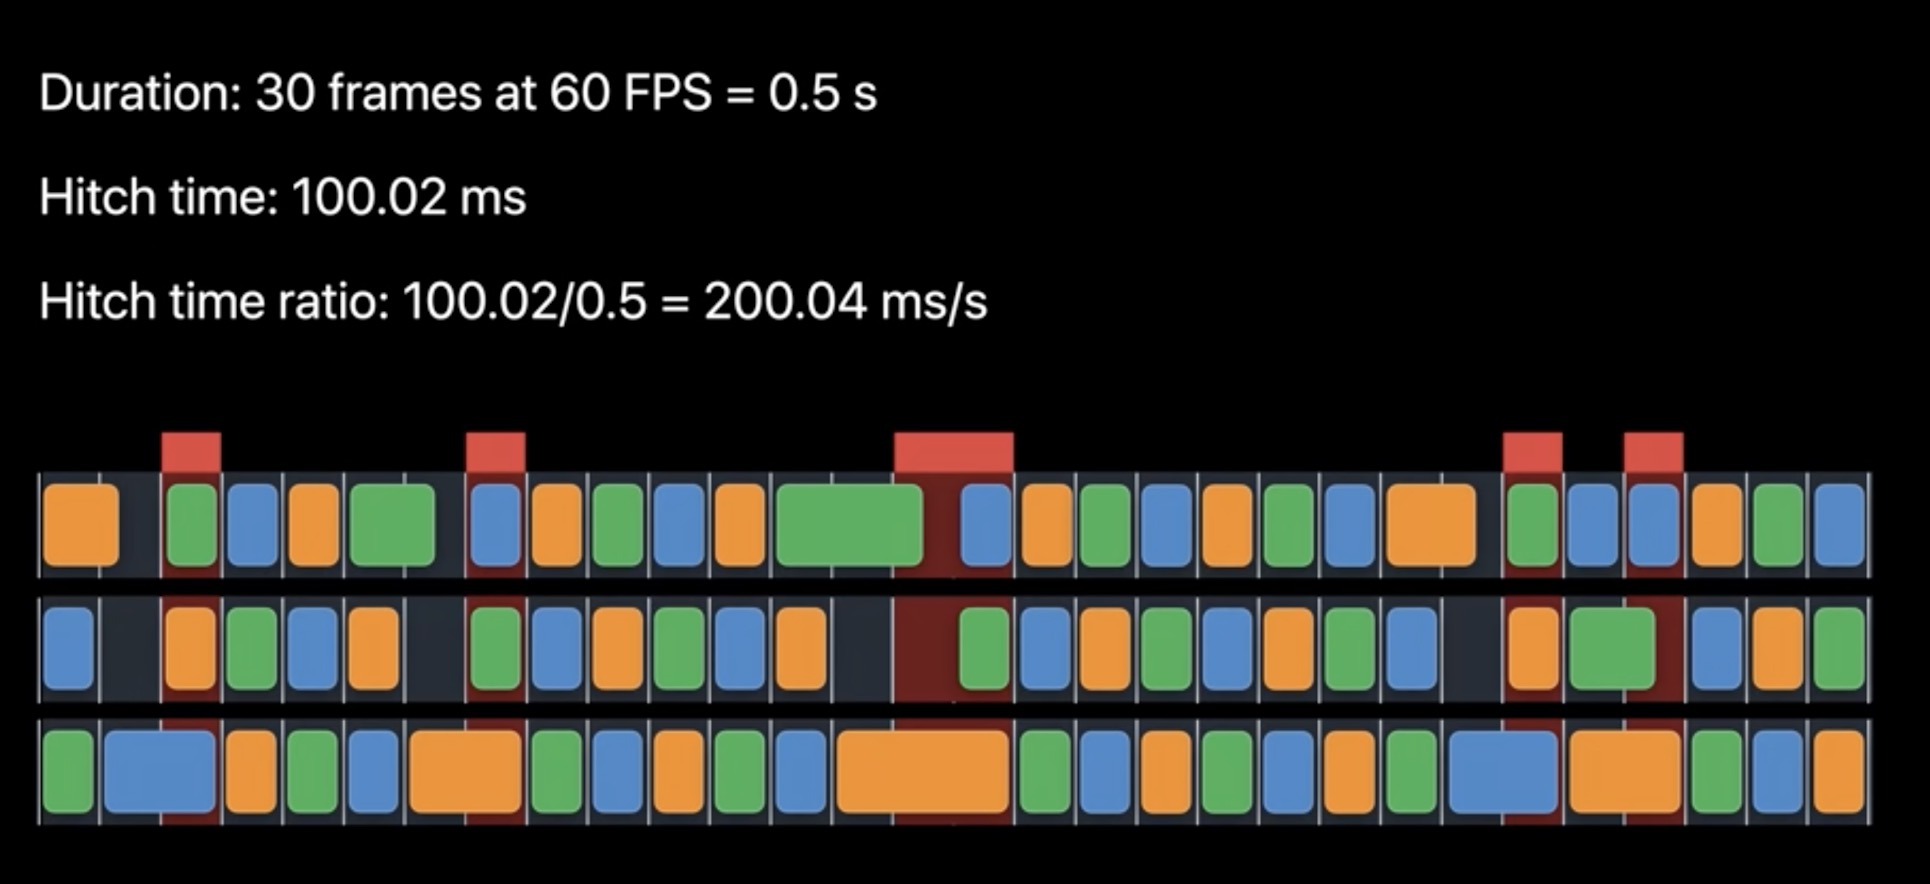 Duration: 30 frames at 60 FPS = 0.5 s
Hitch time: 100.02 ms
Hitch time ratio: 100.02/0.5 = 200.04 ms/s